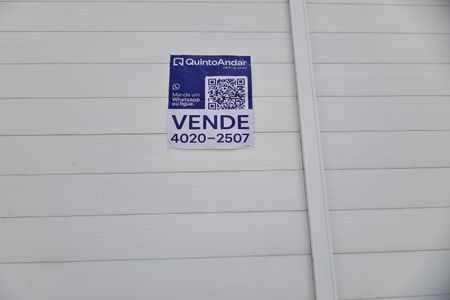 QuintoAndar
Mande um
Whatsapp
ou ligue.
VENDE
4020-2507